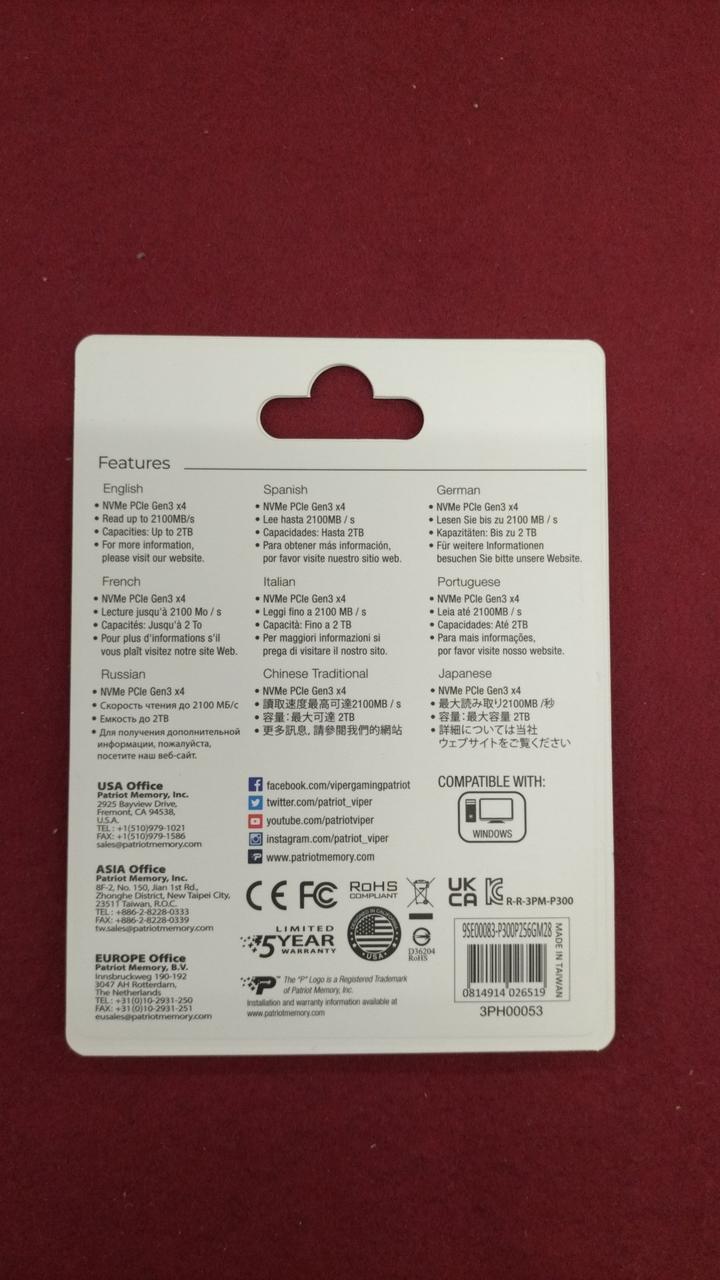 Features
English
• NVMe PCIe Gen3 x4
• Read up to 2100MB/s
• Capacities: Up to 2TB
• For more information,
please visit our website.
Spanish
• NVMe PCIe Gen3 x4
• Lee hasta 2100MB / s
• Capacidades: Hasta 2TB
• Para obtener más información,
por favor visite nuestro sitio web.
German
• NVMe PCIe Gen3 x4
• Lesen Sie bis zu 2100 MB / s
• Kapazitäten: Bis zu 2 TB
• Für weitere Informationen
besuchen Sie bitte unsere Website.
French
• NVMe PCIe Gen3 x4
• Lecture jusqu'à 2100 Mo / s
• Capacités: Jusqu'à 2 To
• Pour plus d'informations s'il
vous plaît visitez notre site Web.
Italian
• NVMe PCIe Gen3 x4
• Leggi fino a 2100 MB / s
• Capacità: Fino a 2 TB
• Per maggiori informazioni si
prega di visitare il nostro sito.
Portuguese
• NVMe PCIe Gen3 x4
• Leia até 2100MB / s
• Capacidades: Até 2TB
• Para mais informações,
por favor visite nosso website.
Russian
• NVMe PCIe Gen3 x4
• Скорость чтения до 2100 МБ/с
• Емкость до 2ТВ
• Для получения дополнительной
информации, пожалуйста,
посетите наш веб-сайт.
Chinese Traditional
• NVMe PCIe Gen3 x4
• 讀取速度最高可達2100MB / s
• 容量：最大可達 2TB
• 更多訊息, 請參閱我們的網站
Japanese
• NVMe PCIe Gen3 x4
• 最大読み取り2100MB /秒
• 容量：最大容量 2TB
• 詳細については当社
ウェブサイトをご覧ください
USA Office
Patriot Memory, Inc.
2925 Bayview Drive,
Fremont, CA 94538,
U.S.A.
TEL : +1(510)979-1021
FAX: +1(510)979-1586
sales@patriotmemory.com
ASIA Office
Patriot Memory, Inc.
8F-2, No. 150, Jian 1st Rd.,
Zhonghe District, New Taipei City,
23511 Taiwan, R.O.C.
TEL : +886-2-8228-0333
FAX: +886-2-8228-0339
tw.sales@patriotmemory.com
EUROPE Office
Patriot Memory, B.V.
Innsbruckweg 190-192
3047 AH Rotterdam,
The Netherlands
TEL : +31(0)10-2931-250
FAX: +31(0)10-2931-251
eusales@patriotmemory.com
facebook.com/vipergamingpatriot
twitter.com/patriot_viper
youtube.com/patriotviper
instagram.com/patriot_viper
www.patriotmemory.com
COMPATIBLE WITH:
WINDOWS
CE FC
RoHS
COMPLIANT
UK
CA
R-R-3PM-P300
LIMITED
5YEAR
WARRANTY
USA
D36204
RoHS
P™
The "P" Logo is a Registered Trademark
of Patriot Memory, Inc.
Installation and warranty information available at
www.patriotmemory.com
9SE00083-P300P256GM28
0814914 026519
MADE IN TAIWAN
3PH00053